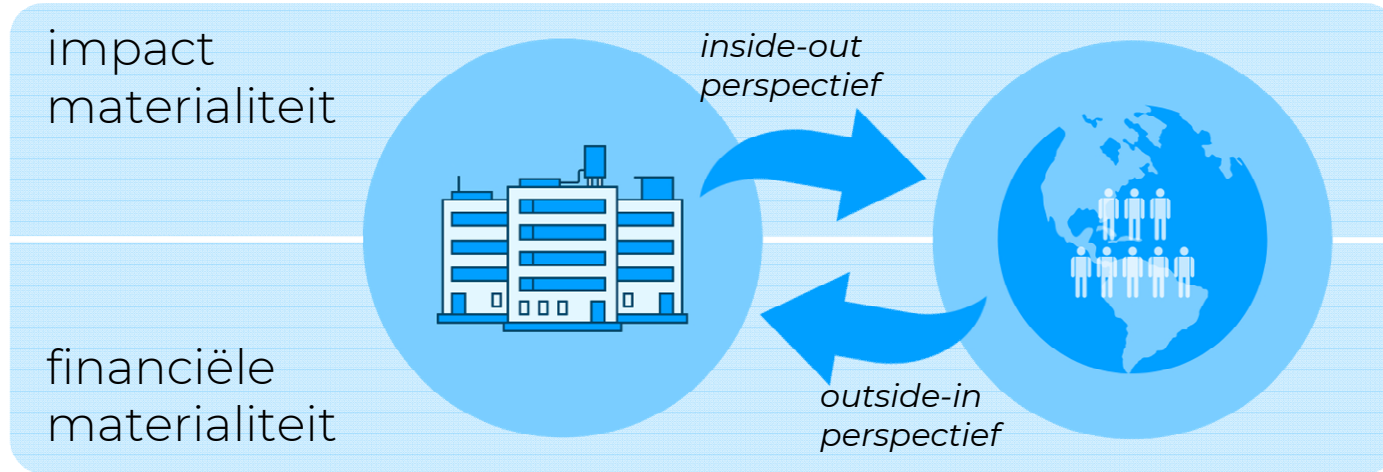 impact
materialiteit
inside-out
perspectief
financiële
materialiteit
outside-in
perspectief